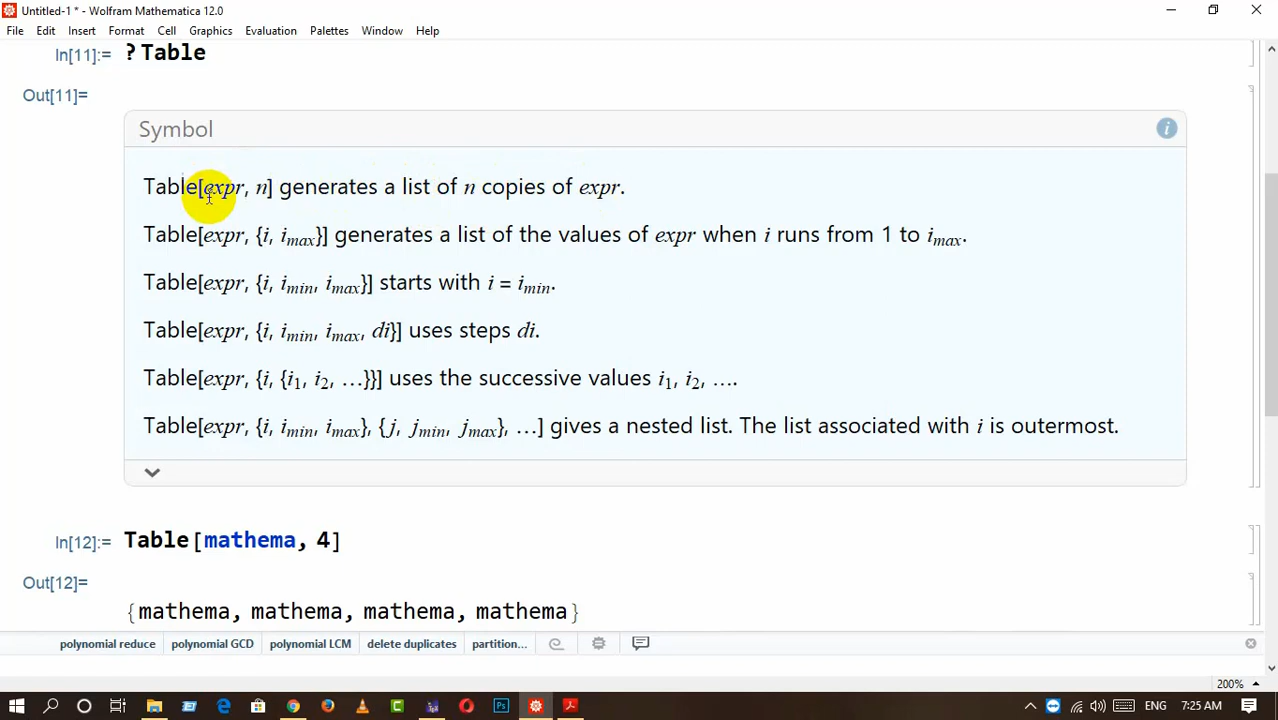 Untitled-1 * - Wolfram Mathematica 12.0
File Edit Insert Format Cell Graphics Evaluation Palettes Window Help
In[11]:= ? Table
Out[11]=
Symbol
Table[expr, n] generates a list of n copies of expr.
Table[expr, {i, imax}] generates a list of the values of expr when i runs from 1 to imax.
Table[expr, {i, imin, imax}] starts with i = imin.
Table[expr, {i, imin, imax, di}] uses steps di.
Table[expr, {i, {i1, i2, …}}] uses the successive values i1, i2, ….
Table[expr, {i, imin, imax}, {j, jmin, jmax}, …] gives a nested list. The list associated with i is outermost.
In[12]:= Table[mathema, 4]
Out[12]=
{mathema, mathema, mathema, mathema}
polynomial reduce polynomial GCD polynomial LCM delete duplicates partition...
200%
ENG 7:25 AM